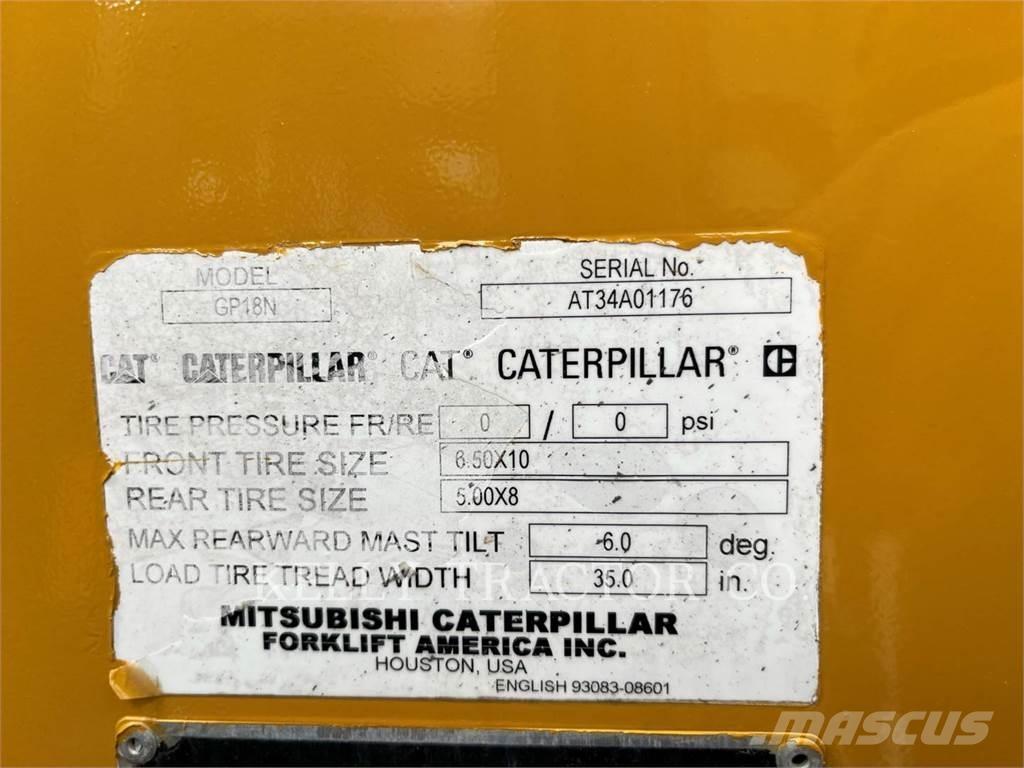 MODEL SERIAL No.
GP18N AT34A01176
CAT® CATERPILLAR® CAT® CATERPILLAR®
TIRE PRESSURE FR/RE 0 / 0 psi
FRONT TIRE SIZE 6.50X10
REAR TIRE SIZE 5.00X8
MAX REARWARD MAST TILT -6.0 deg.
LOAD TIRE TREAD WIDTH 35.0 in.
KELLY TRACTOR CO.
MITSUBISHI CATERPILLAR
FORKLIFT AMERICA INC.
HOUSTON, USA
ENGLISH 93083-08601
MASCUS